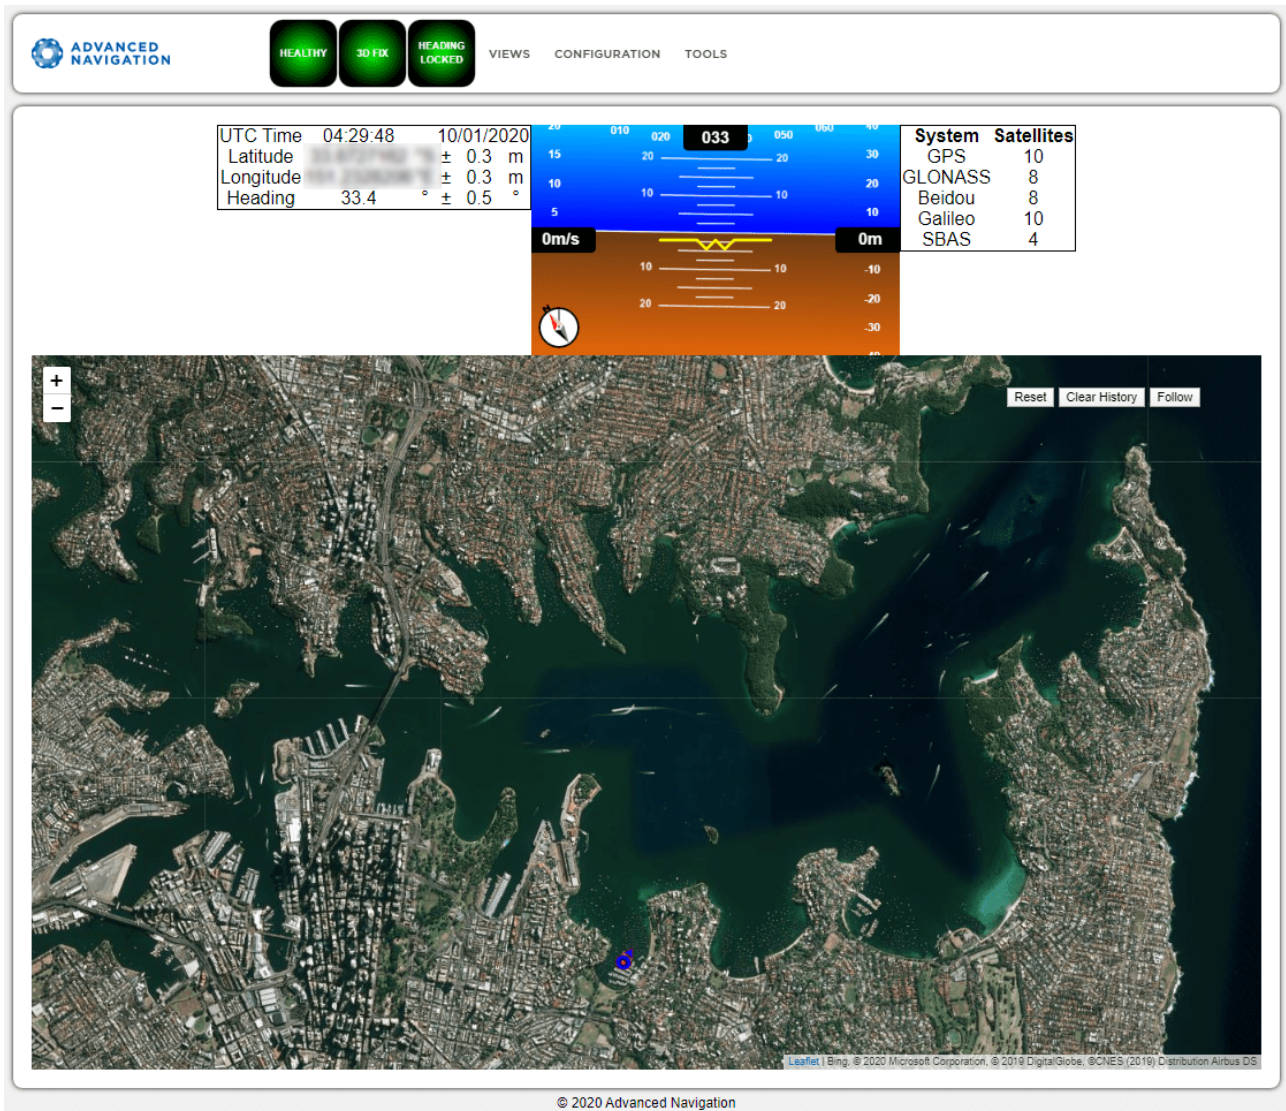 ADVANCED
NAVIGATION
HEALTHY 3D FIX HEADING LOCKED VIEWS CONFIGURATION TOOLS
UTC Time 04:29:48 10/01/2020
Latitude ± 0.3 m
Longitude ± 0.3 m
Heading 33.4 ° ± 0.5 °
20 010 020 033 050 060 40
15 20 20 30
10 10 10 20
5 10
0m/s 0m
10 10 -10
20 20 -20
-30
System Satellites
GPS 10
GLONASS 8
Beidou 8
Galileo 10
SBAS 4
+
−
Reset Clear History Follow
Leaflet | Bing, © 2020 Microsoft Corporation, © 2019 DigitalGlobe, ©CNES (2019) Distribution Airbus DS
© 2020 Advanced Navigation